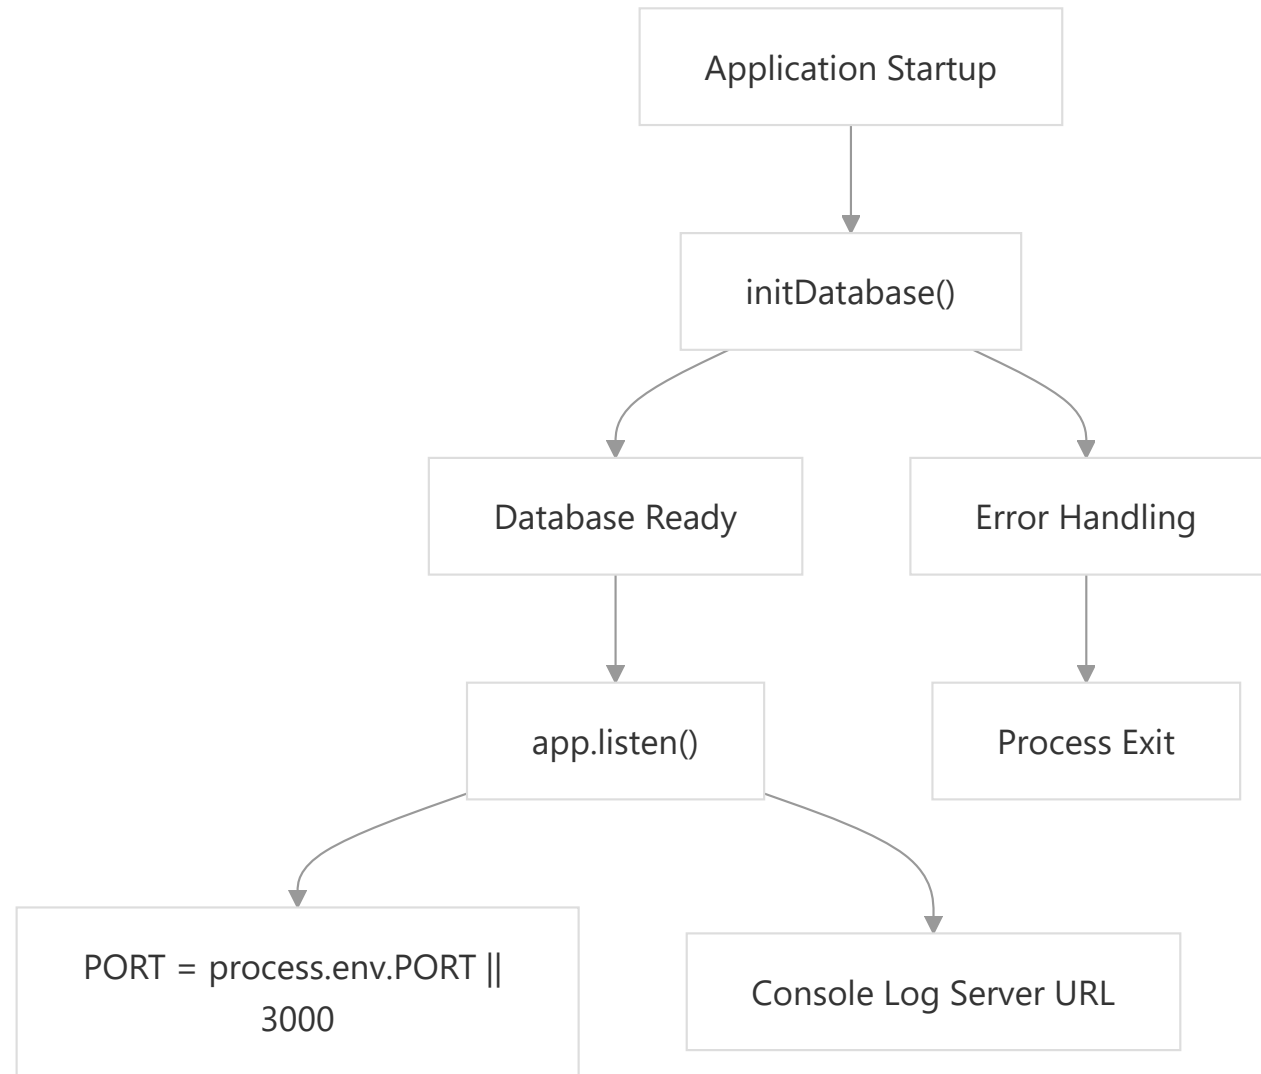 Application Startup
initDatabase()
Database Ready
Error Handling
app.listen()
Process Exit
PORT = process.env.PORT ||
3000
Console Log Server URL